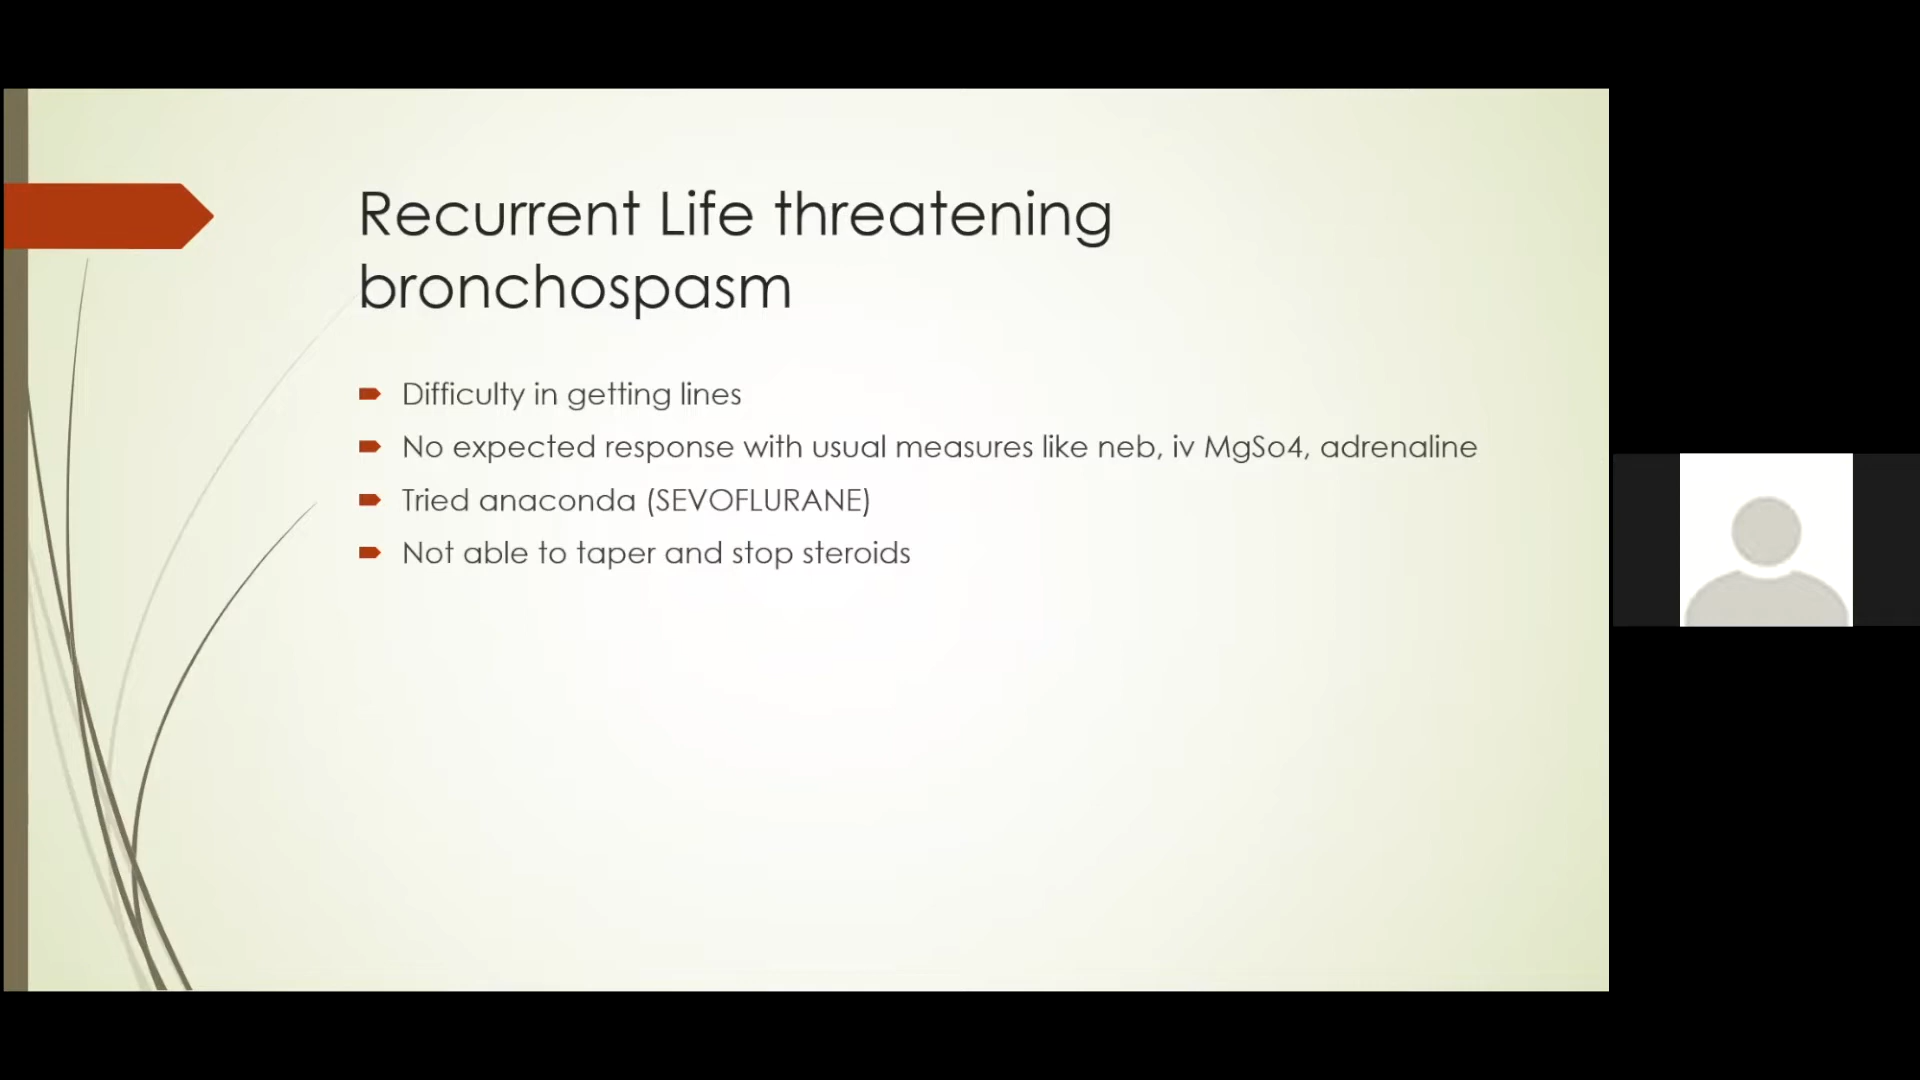 Recurrent Life threatening
bronchospasm
Difficulty in getting lines
No expected response with usual measures like neb, iv MgSo4, adrenaline
Tried anaconda (SEVOFLURANE)
Not able to taper and stop steroids